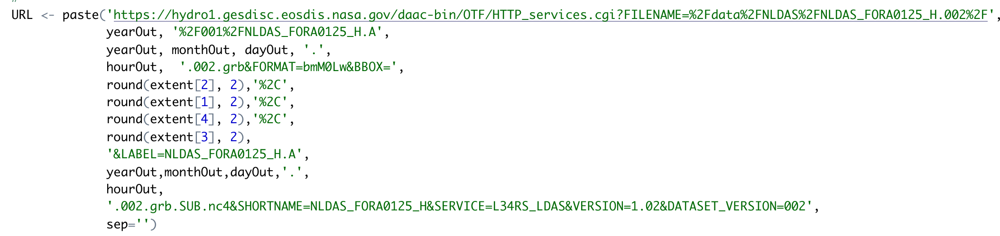 #
URL <- paste('https://hydro1.gesdisc.eosdis.nasa.gov/daac-bin/OTF/HTTP_services.cgi?FILENAME=%2Fdata%2FNLDAS%2FNLDAS_FORA0125_H.002%2F',
yearOut, '%2F001%2FNLDAS_FORA0125_H.A',
yearOut, monthOut, dayOut, '.',
hourOut,  '.002.grb&FORMAT=bmM0Lw&BBOX=',
round(extent[2], 2),'%2C',
round(extent[1], 2),'%2C',
round(extent[4], 2),'%2C',
round(extent[3], 2),
'&LABEL=NLDAS_FORA0125_H.A',
yearOut,monthOut,dayOut,'.',
hourOut,
'.002.grb.SUB.nc4&SHORTNAME=NLDAS_FORA0125_H&SERVICE=L34RS_LDAS&VERSION=1.02&DATASET_VERSION=002',
sep='')